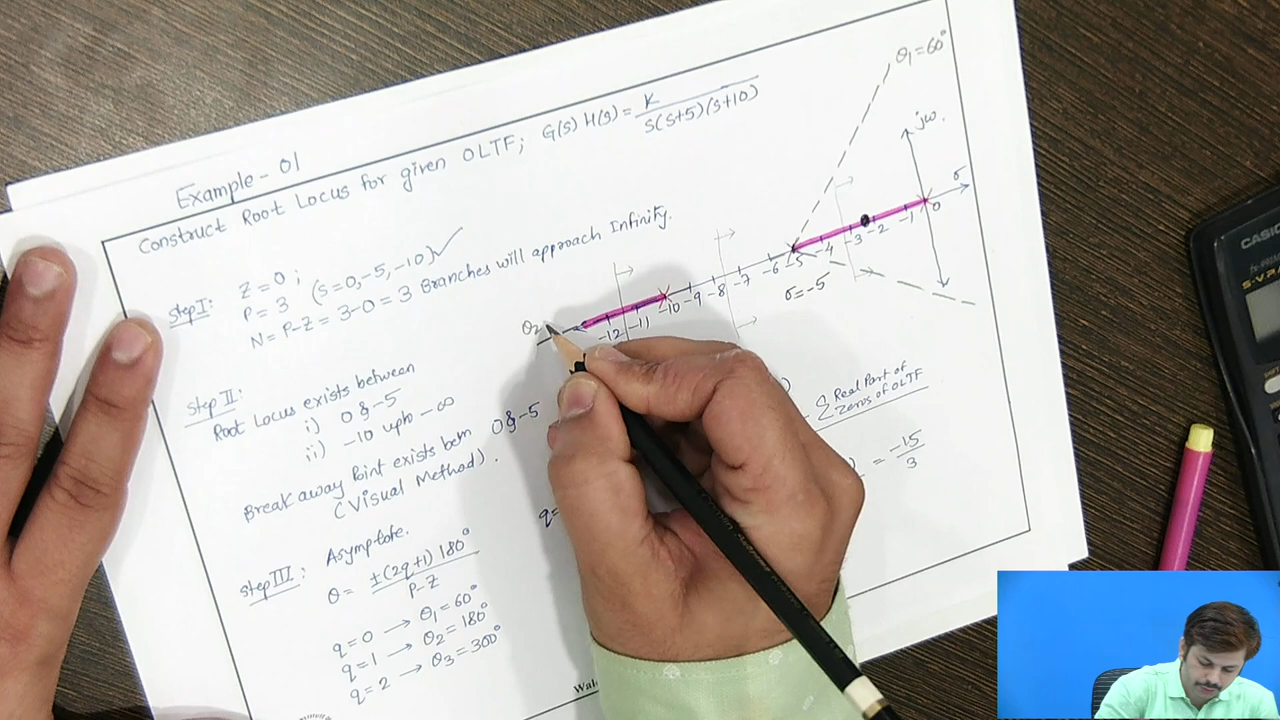 Example-01
Construct Root Locus for given OLTF; G(s) H(s) = K / s(s+5)(s+10)
Step I: Z = 0 ;
P = 3 (s=0,-5,-10) ✓
N = P-Z = 3-0 = 3 Branches will approach Infinity.
Step II:
Root Locus exists between
i) 0 & -5
ii) -10 upto -∞
Break away Point exists betn 0 & -5
(Visual Method).
Step III: Asymptote.
θ = ±(2q+1) 180° / P-Z
q=0 → θ1 = 60°
q=1 → θ2 = 180°
q=2 → θ3 = 300°
θ1 = 60°
jω.
σ
-12 -11 -10 -9 -8 -7 -6 -5 -4 -3 -2 -1 0
σ = -5
θ2
- Σ Real Part of
Zeros of OLTF
= -15 / 3
q=
CASIO